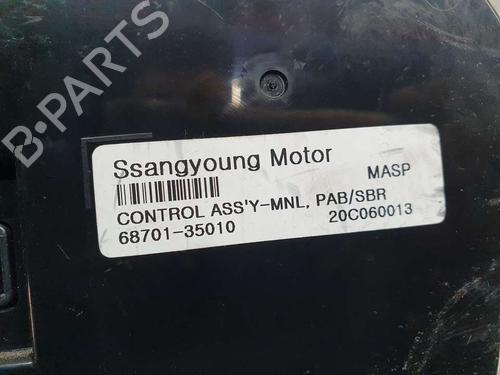 B-PARTS
Ssangyoung Motor
MASP
CONTROL ASS'Y-MNL, PAB/SBR
68701-35010 20C060013